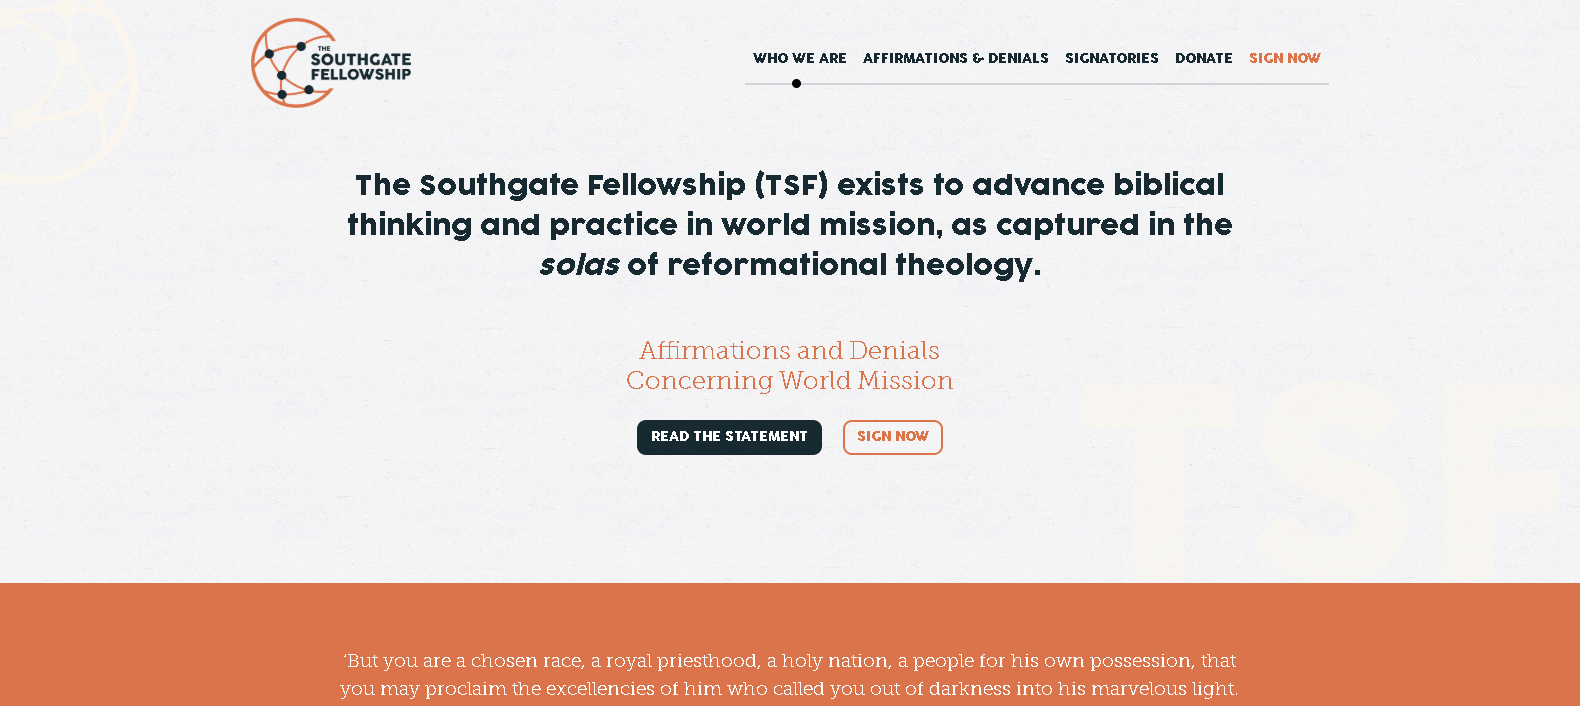 THE
SOUTHGATE
FELLOWSHIP
WHO WE ARE AFFIRMATIONS & DENIALS SIGNATORIES DONATE SIGN NOW
The Southgate Fellowship (TSF) exists to advance biblical
thinking and practice in world mission, as captured in the
solas of reformational theology.
Affirmations and Denials
Concerning World Mission
READ THE STATEMENT SIGN NOW
TSF
‘But you are a chosen race, a royal priesthood, a holy nation, a people for his own possession, that
you may proclaim the excellencies of him who called you out of darkness into his marvelous light.